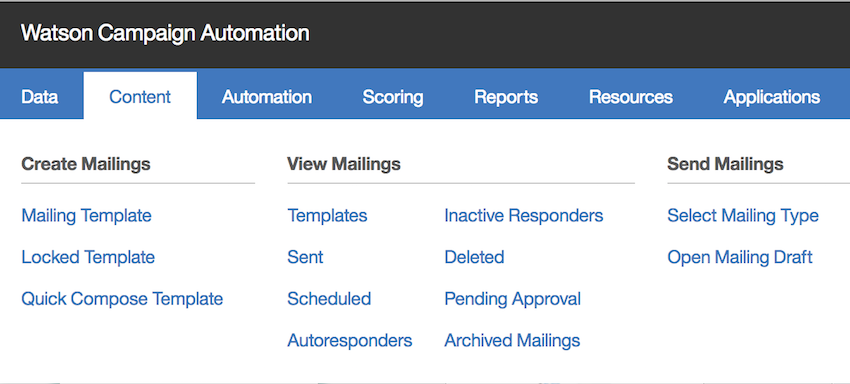 Watson Campaign Automation
Data Content Automation Scoring Reports Resources Applications
Create Mailings View Mailings Send Mailings
Mailing Template Templates Inactive Responders Select Mailing Type
Locked Template Sent Deleted Open Mailing Draft
Quick Compose Template Scheduled Pending Approval
Autoresponders Archived Mailings